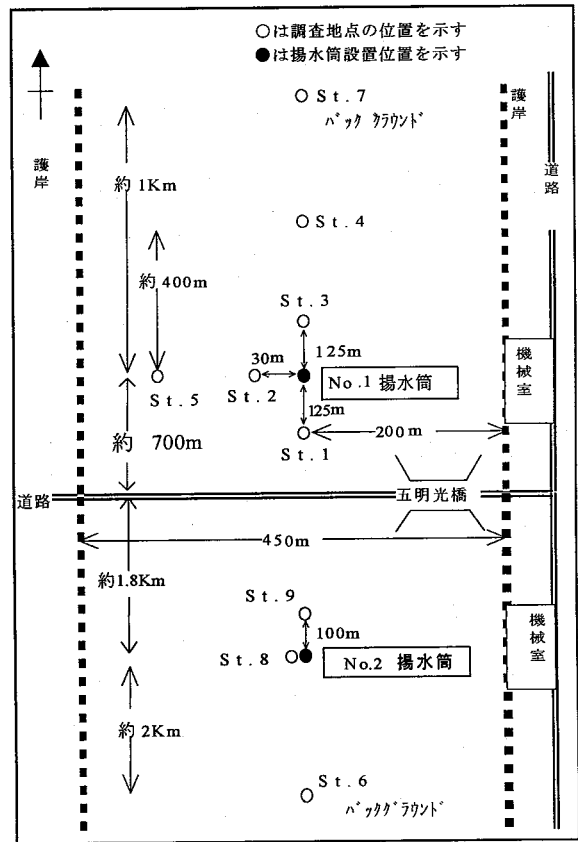 ○は調査地点の位置を示す
●は揚水筒設置位置を示す
護岸
護岸
道路
St.7
バック クラウンド
約1Km
St.4
約400m
St.3
30m
125m
機械室
No.1 揚水筒
St.5
St.2
125m
約 700m
200m
St.1
道路
五明光橋
450m
約1.8Km
St.9
100m
機械室
St.8
No.2 揚水筒
約2Km
St.6
バックグラウンド